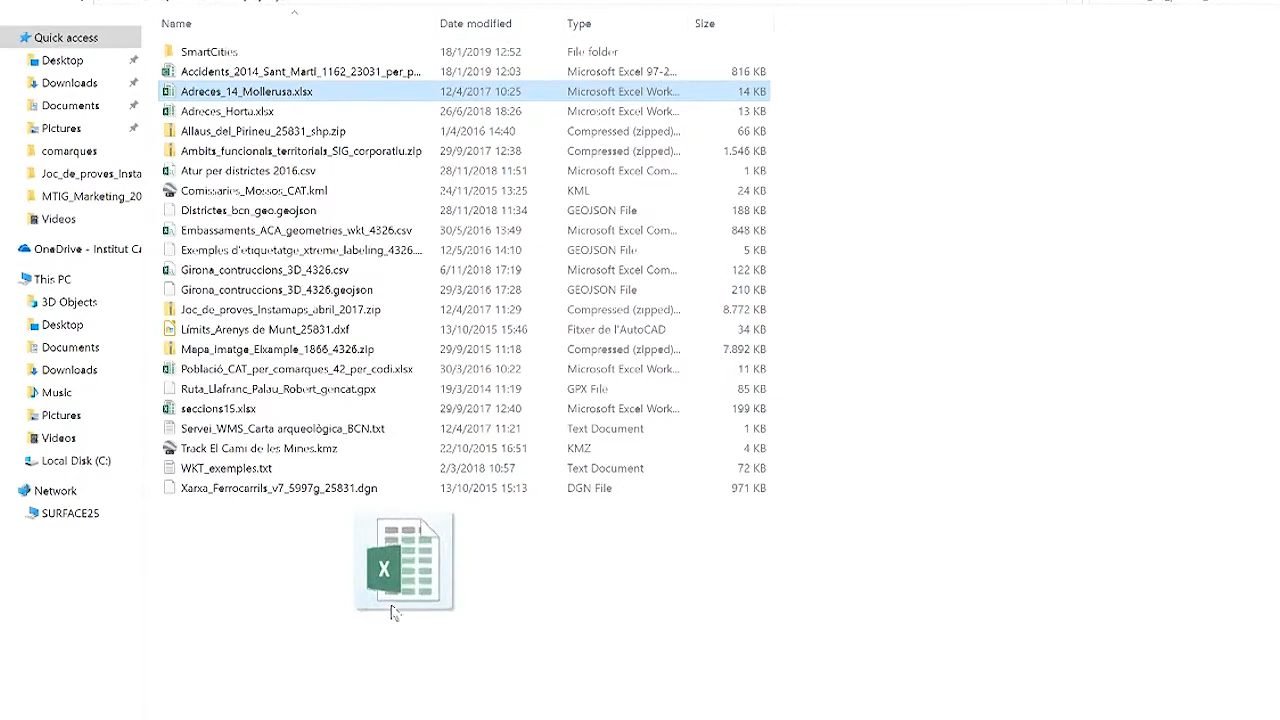 Name Date modified Type Size
Quick access
SmartCities 18/1/2019 12:52 File folder
Desktop
Accidents_2014_Sant_Martí_1162_23031_per_p... 18/1/2019 12:03 Microsoft Excel 97-2... 816 KB
Downloads
Adreces_14_Mollerusa.xlsx 12/4/2017 10:25 Microsoft Excel Work... 14 KB
Documents
Adreces_Horta.xlsx 26/6/2018 18:26 Microsoft Excel Work... 13 KB
Pictures
Allaus_del_Pirineu_25831_shp.zip 1/4/2016 14:40 Compressed (zipped)... 66 KB
comarques
Ambits_funcionals_territorials_SIG_corporatiu.zip 29/9/2017 12:38 Compressed (zipped)... 1.546 KB
Joc_de_proves_Insta
Atur per districtes 2016.csv 28/11/2018 11:51 Microsoft Excel Com... 1 KB
MTIG_Marketing_20
Comissaries_Mossos_CAT.kml 24/11/2015 13:25 KML 24 KB
Videos
Districtes_bcn_geo.geojson 28/11/2018 11:34 GEOJSON File 188 KB
Embassaments_ACA_geometries_wkt_4326.csv 30/5/2016 13:49 Microsoft Excel Com... 848 KB
OneDrive - Institut Ca
Exemples d'etiquetatge_xtreme_labeling_4326.... 12/5/2016 14:10 GEOJSON File 5 KB
This PC
Girona_contruccions_3D_4326.csv 6/11/2018 17:19 Microsoft Excel Com... 122 KB
3D Objects
Girona_contruccions_3D_4326.geojson 29/3/2016 17:28 GEOJSON File 210 KB
Joc_de_proves_Instamaps_abril_2017.zip 12/4/2017 11:29 Compressed (zipped)... 8.772 KB
Desktop
Límits_Arenys de Munt_25831.dxf 13/10/2015 15:46 Fitxer de l'AutoCAD 34 KB
Documents
Mapa_imatge_Eixample_1866_4326.zip 29/9/2015 11:18 Compressed (zipped)... 7.892 KB
Downloads
Població_CAT_per_comarques_42_per_codi.xlsx 30/3/2016 10:22 Microsoft Excel Work... 11 KB
Music
Ruta_Llafranc_Palau_Robert_gencat.gpx 19/3/2014 11:19 GPX File 85 KB
Pictures
seccions15.xlsx 29/9/2017 12:40 Microsoft Excel Work... 199 KB
Videos
Servei_WMS_Carta arqueològica_BCN.txt 12/4/2017 11:21 Text Document 1 KB
Track El Camí de les Mines.kmz 22/10/2015 16:51 KMZ 4 KB
Local Disk (C:)
WKT_exemples.txt 2/3/2018 10:57 Text Document 72 KB
Network
Xarxa_Ferrocarrils_v7_5997g_25831.dgn 13/10/2015 15:13 DGN File 971 KB
SURFACE25
X